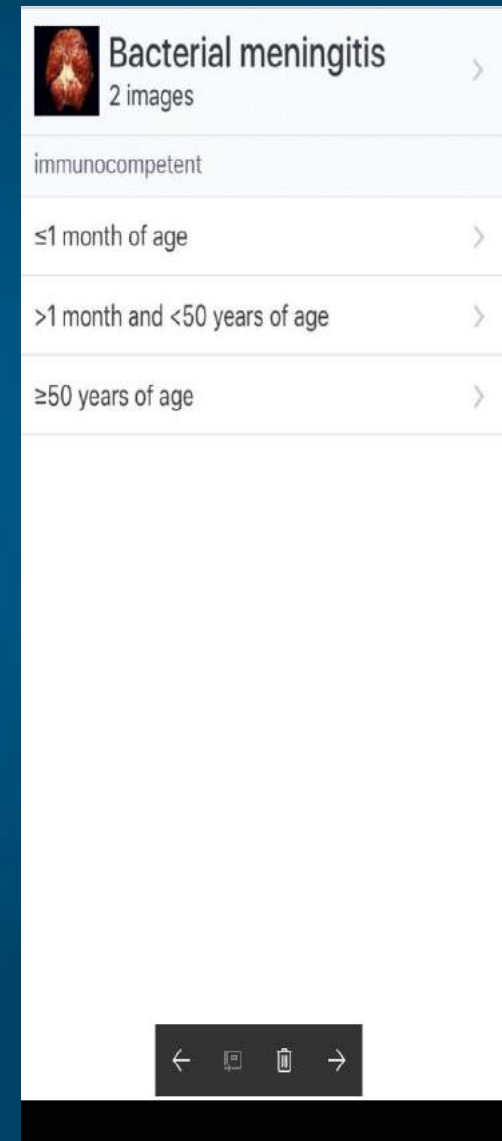 Bacterial meningitis
2 images
immunocompetent
≤1 month of age
>1 month and <50 years of age
≥50 years of age